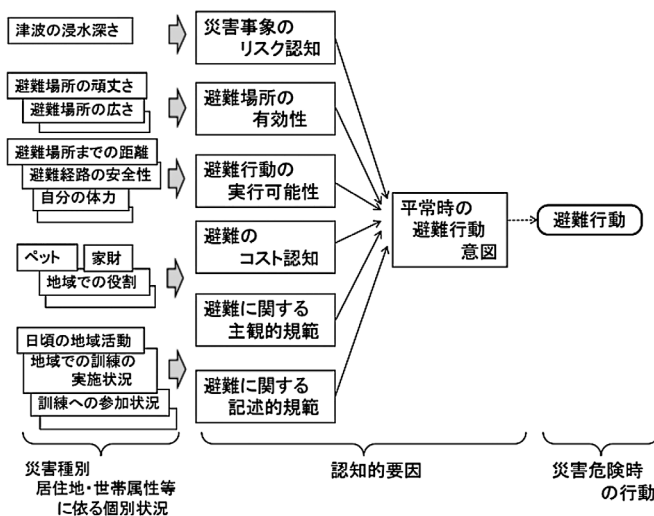 津波の浸水深さ
避難場所の頑丈さ
避難場所の広さ
避難場所までの距離
避難経路の安全性
自分の体力
ペット
家財
地域での役割
日頃の地域活動
地域での訓練の
実施状況
訓練への参加状況
災害事象の
リスク認知
避難場所の
有効性
避難行動の
実行可能性
避難の
コスト認知
避難に関する
主観的規範
避難に関する
記述的規範
平常時の
避難行動
意図
避難行動
災害種別
居住地・世帯属性等
に依る個別状況
認知的要因
災害危険時
の行動